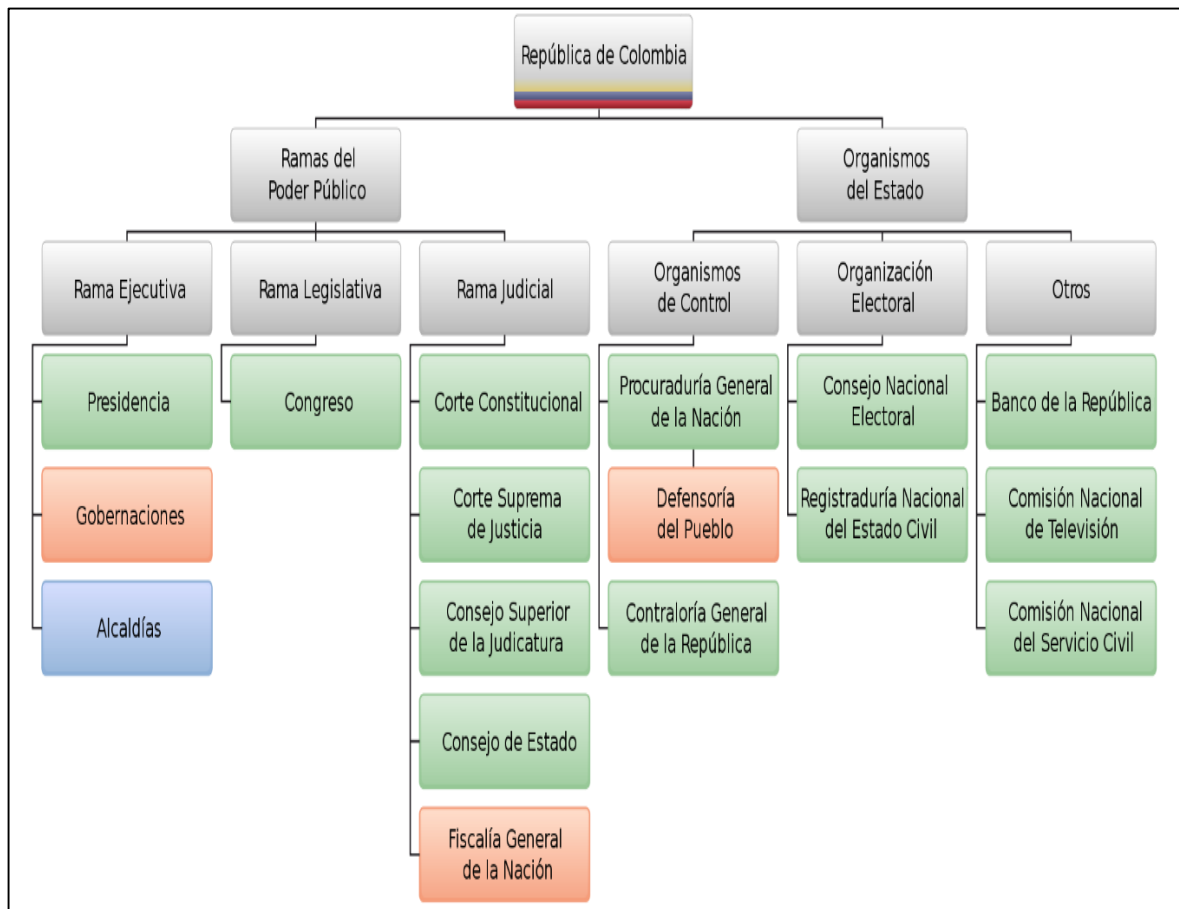 República de Colombia
Ramas del
Poder Público
Organismos
del Estado
Rama Ejecutiva
Rama Legislativa
Rama Judicial
Organismos
de Control
Organización
Electoral
Otros
Presidencia
Gobernaciones
Alcaldías
Congreso
Corte Constitucional
Corte Suprema
de Justicia
Consejo Superior
de la Judicatura
Consejo de Estado
Fiscalía General
de la Nación
Procuraduría General
de la Nación
Defensoría
del Pueblo
Contraloría General
de la República
Consejo Nacional
Electoral
Registraduría Nacional
del Estado Civil
Banco de la República
Comisión Nacional
de Televisión
Comisión Nacional
del Servicio Civil